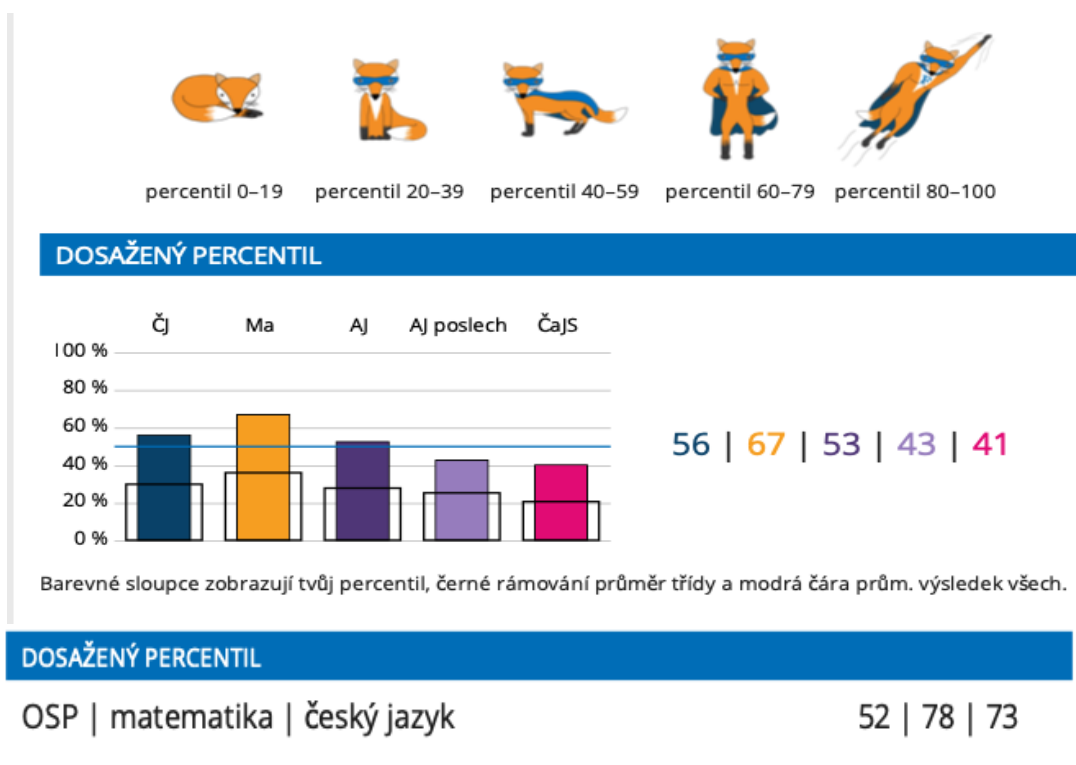 percentil 0–19 percentil 20–39 percentil 40–59 percentil 60–79 percentil 80–100
DOSAŽENÝ PERCENTIL
ČJ Ma AJ AJ poslech ČaJS
100 %
80 %
60 %
40 %
20 %
0 %
56 | 67 | 53 | 43 | 41
Barevné sloupce zobrazují tvůj percentil, černé rámování průměr třídy a modrá čára prům. výsledek všech.
DOSAŽENÝ PERCENTIL
OSP | matematika | český jazyk 52 | 78 | 73